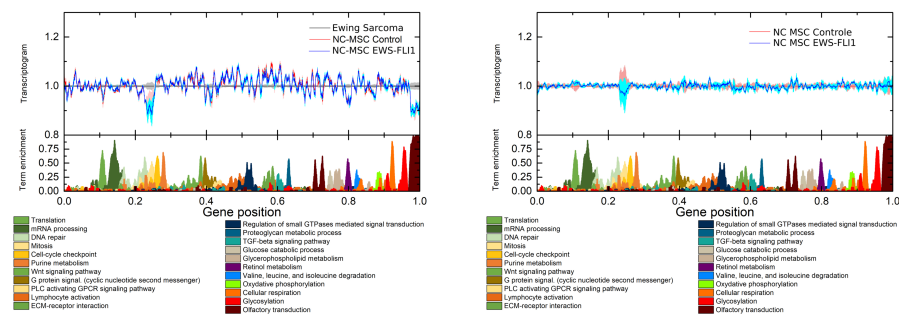 Ewing Sarcoma
NC-MSC Control
NC-MSC EWS-FLI1
Transcriptogram
1.2
1.0
0.8
Term enrichment
0.75
0.50
0.25
0.00
0.0 0.2 0.4 0.6 0.8 1.0
Gene position
Translation
mRNA processing
DNA repair
Mitosis
Cell-cycle checkpoint
Purine metabolism
Wnt signaling pathway
G protein signal. (cyclic nucleotide second messenger)
PLC activating GPCR signaling pathway
Lymphocyte activation
ECM-receptor interaction
Regulation of small GTPases mediated signal transduction
Proteoglycan metabolic process
TGF-beta signaling pathway
Glucose catabolic process
Glycerophospholipid metabolism
Retinol metabolism
Valine, leucine, and isoleucine degradation
Oxydative phosphorylation
Cellular respiration
Glycosylation
Olfactory transduction
NC MSC Controle
NC MSC EWS-FLI1
Transcriptogram
1.2
1.0
0.8
Term enrichment
0.75
0.50
0.25
0.00
0.0 0.2 0.4 0.6 0.8 1.0
Gene position
Translation
mRNA processing
DNA repair
Mitosis
Cell-cycle checkpoint
Purine metabolism
Wnt signaling pathway
G protein signal. (cyclic nucleotide second messenger)
PLC activating GPCR signaling pathway
Lymphocyte activation
ECM-receptor interaction
Regulation of small GTPases mediated signal transduction
Proteoglycan metabolic process
TGF-beta signaling pathway
Glucose catabolic process
Glycerophospholipid metabolism
Retinol metabolism
Valine, leucine, and isoleucine degradation
Oxydative phosphorylation
Cellular respiration
Glycosylation
Olfactory transduction